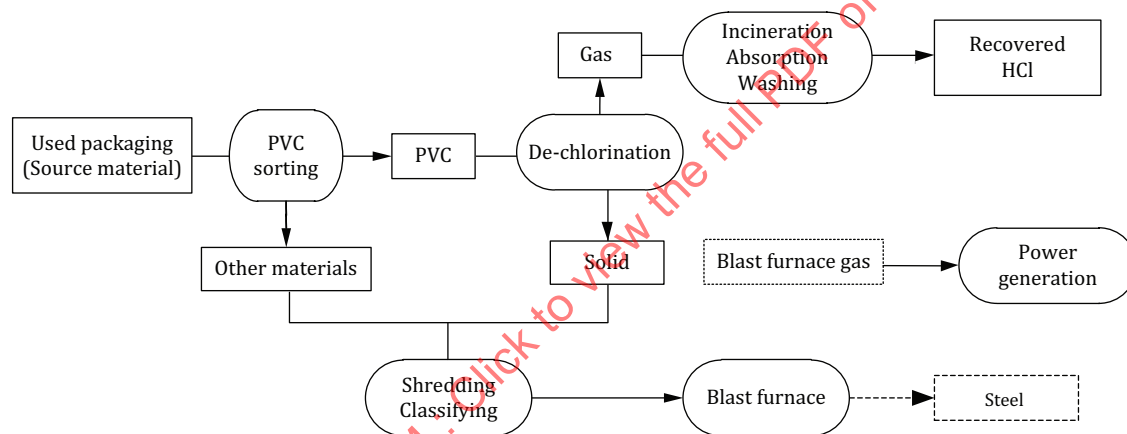 Incineration
Absorption
Washing
Gas
Recovered
HCl
Used packaging
(Source material)
PVC
sorting
PVC
De-chlorination
Other materials
Solid
Blast furnace gas
Power
generation
Shredding
Classifying
Blast furnace
Steel
: Click to view the full PDF of